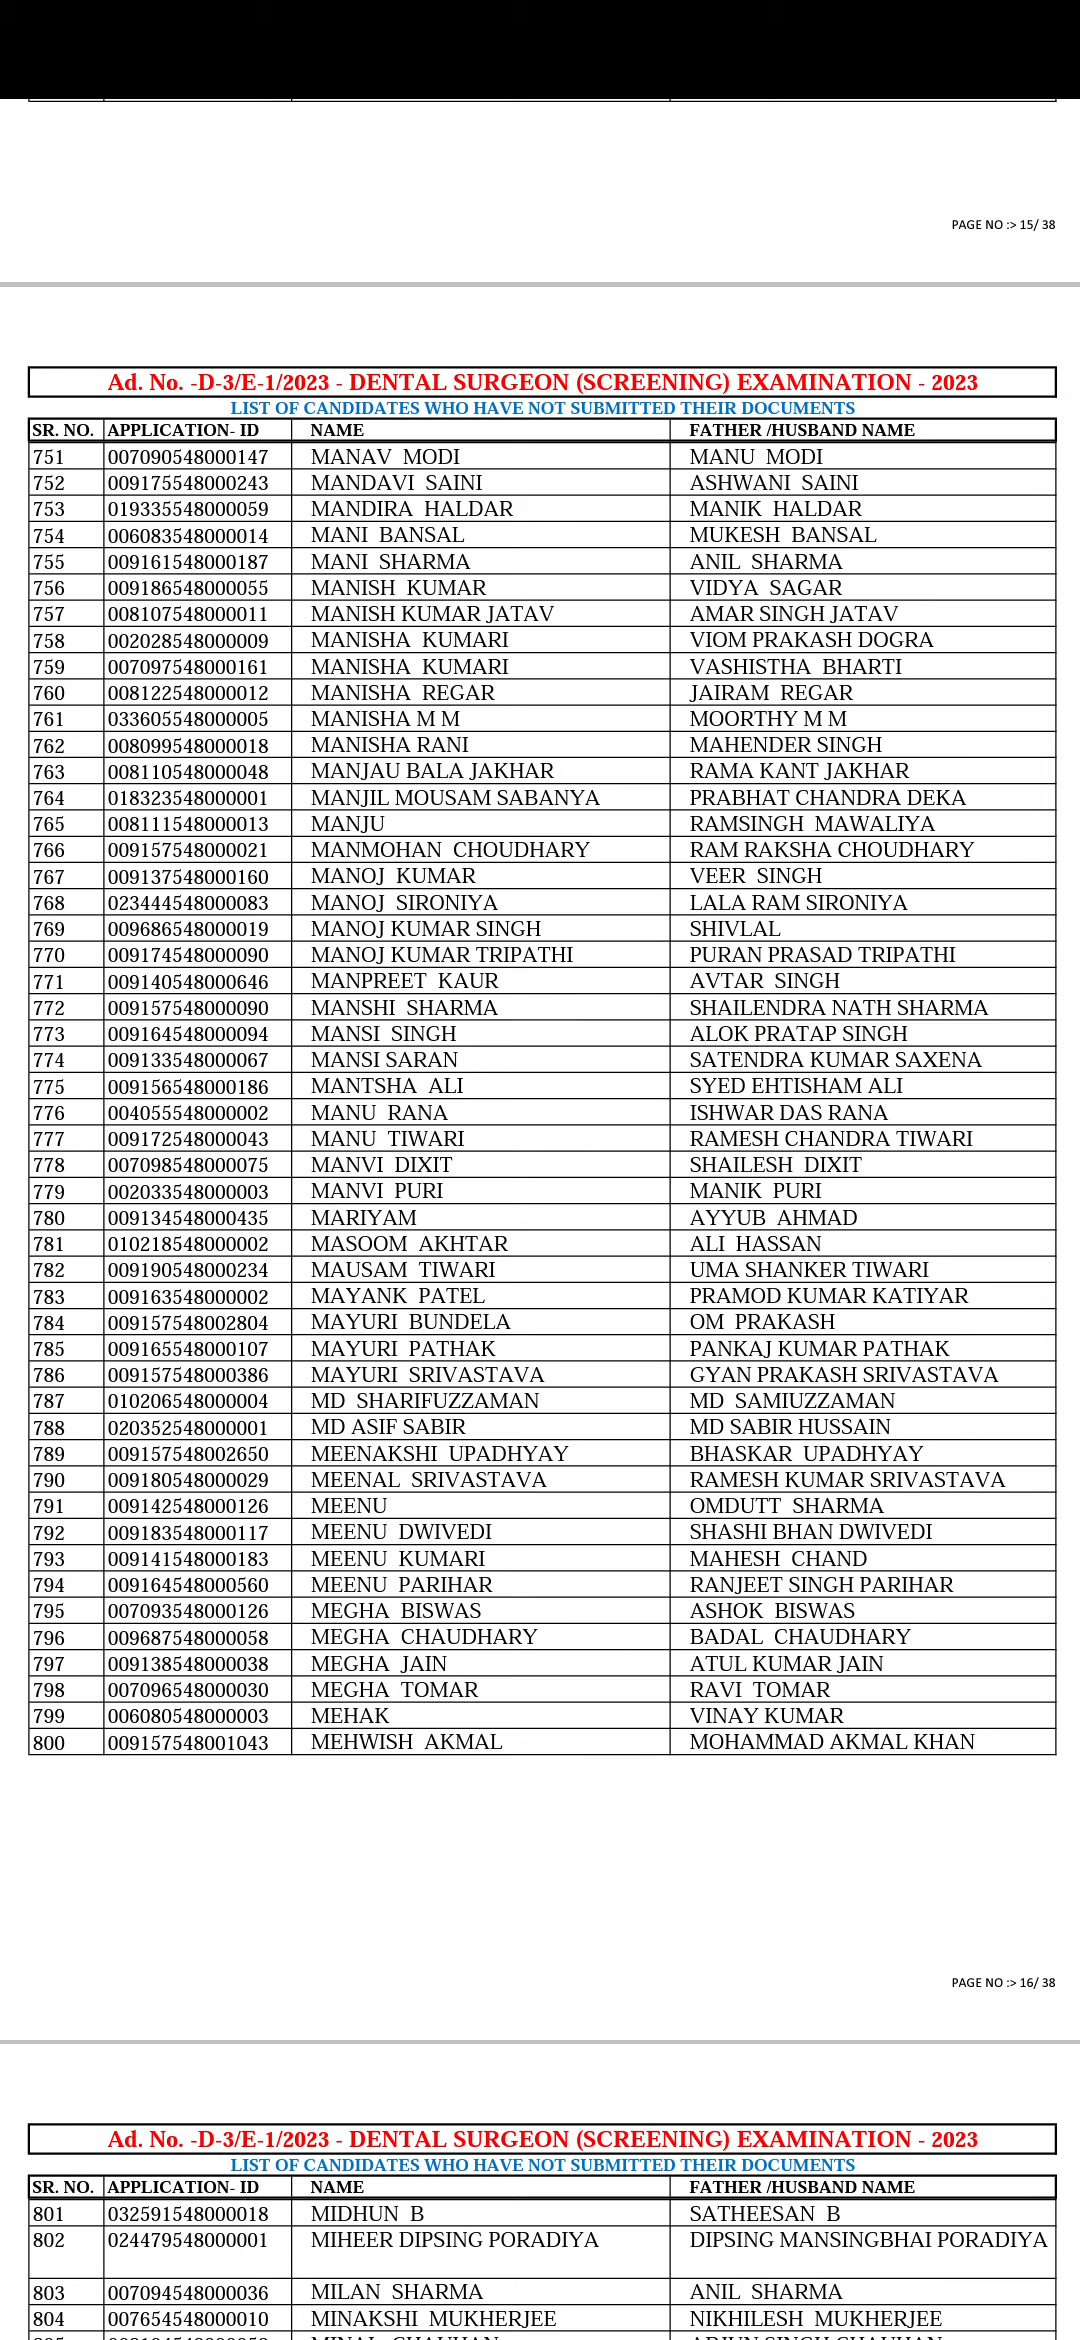 PAGE NO :> 15/ 38
Ad. No. -D-3/E-1/2023 - DENTAL SURGEON (SCREENING) EXAMINATION - 2023
LIST OF CANDIDATES WHO HAVE NOT SUBMITTED THEIR DOCUMENTS
SR. NO. APPLICATION- ID NAME FATHER /HUSBAND NAME
751 007090548000147 MANAV MODI MANU MODI
752 009175548000243 MANDAVI SAINI ASHWANI SAINI
753 019335548000059 MANDIRA HALDAR MANIK HALDAR
754 006083548000014 MANI BANSAL MUKESH BANSAL
755 009161548000187 MANI SHARMA ANIL SHARMA
756 009186548000055 MANISH KUMAR VIDYA SAGAR
757 008107548000011 MANISH KUMAR JATAV AMAR SINGH JATAV
758 002028548000009 MANISHA KUMARI VIOM PRAKASH DOGRA
759 007097548000161 MANISHA KUMARI VASHISTHA BHARTI
760 008122548000012 MANISHA REGAR JAIRAM REGAR
761 033605548000005 MANISHA M M MOORTHY M M
762 008099548000018 MANISHA RANI MAHENDER SINGH
763 008110548000048 MANJAU BALA JAKHAR RAMA KANT JAKHAR
764 018323548000001 MANJIL MOUSAM SABANYA PRABHAT CHANDRA DEKA
765 008111548000013 MANJU RAMSINGH MAWALIYA
766 009157548000021 MANMOHAN CHOUDHARY RAM RAKSHA CHOUDHARY
767 009137548000160 MANOJ KUMAR VEER SINGH
768 023444548000083 MANOJ SIRONIYA LALA RAM SIRONIYA
769 009686548000019 MANOJ KUMAR SINGH SHIVLAL
770 009174548000090 MANOJ KUMAR TRIPATHI PURAN PRASAD TRIPATHI
771 009140548000646 MANPREET KAUR AVTAR SINGH
772 009157548000090 MANSHI SHARMA SHAILENDRA NATH SHARMA
773 009164548000094 MANSI SINGH ALOK PRATAP SINGH
774 009133548000067 MANSI SARAN SATENDRA KUMAR SAXENA
775 009156548000186 MANTSHA ALI SYED EHTISHAM ALI
776 004055548000002 MANU RANA ISHWAR DAS RANA
777 009172548000043 MANU TIWARI RAMESH CHANDRA TIWARI
778 007098548000075 MANVI DIXIT SHAILESH DIXIT
779 002033548000003 MANVI PURI MANIK PURI
780 009134548000435 MARIYAM AYYUB AHMAD
781 010218548000002 MASOOM AKHTAR ALI HASSAN
782 009190548000234 MAUSAM TIWARI UMA SHANKER TIWARI
783 009163548000002 MAYANK PATEL PRAMOD KUMAR KATIYAR
784 009157548002804 MAYURI BUNDELA OM PRAKASH
785 009165548000107 MAYURI PATHAK PANKAJ KUMAR PATHAK
786 009157548000386 MAYURI SRIVASTAVA GYAN PRAKASH SRIVASTAVA
787 010206548000004 MD SHARIFUZZAMAN MD SAMIUZZAMAN
788 020352548000001 MD ASIF SABIR MD SABIR HUSSAIN
789 009157548002650 MEENAKSHI UPADHYAY BHASKAR UPADHYAY
790 009180548000029 MEENAL SRIVASTAVA RAMESH KUMAR SRIVASTAVA
791 009142548000126 MEENU OMDUTT SHARMA
792 009183548000117 MEENU DWIVEDI SHASHI BHAN DWIVEDI
793 009141548000183 MEENU KUMARI MAHESH CHAND
794 009164548000560 MEENU PARIHAR RANJEET SINGH PARIHAR
795 007093548000126 MEGHA BISWAS ASHOK BISWAS
796 009687548000058 MEGHA CHAUDHARY BADAL CHAUDHARY
797 009138548000038 MEGHA JAIN ATUL KUMAR JAIN
798 007096548000030 MEGHA TOMAR RAVI TOMAR
799 006080548000003 MEHAK VINAY KUMAR
800 009157548001043 MEHWISH AKMAL MOHAMMAD AKMAL KHAN
PAGE NO :> 16/ 38
Ad. No. -D-3/E-1/2023 - DENTAL SURGEON (SCREENING) EXAMINATION - 2023
LIST OF CANDIDATES WHO HAVE NOT SUBMITTED THEIR DOCUMENTS
SR. NO. APPLICATION- ID NAME FATHER /HUSBAND NAME
801 032591548000018 MIDHUN B SATHEESAN B
802 024479548000001 MIHEER DIPSING PORADIYA DIPSING MANSINGBHAI PORADIYA
803 007094548000036 MILAN SHARMA ANIL SHARMA
804 007654548000010 MINAKSHI MUKHERJEE NIKHILESH MUKHERJEE